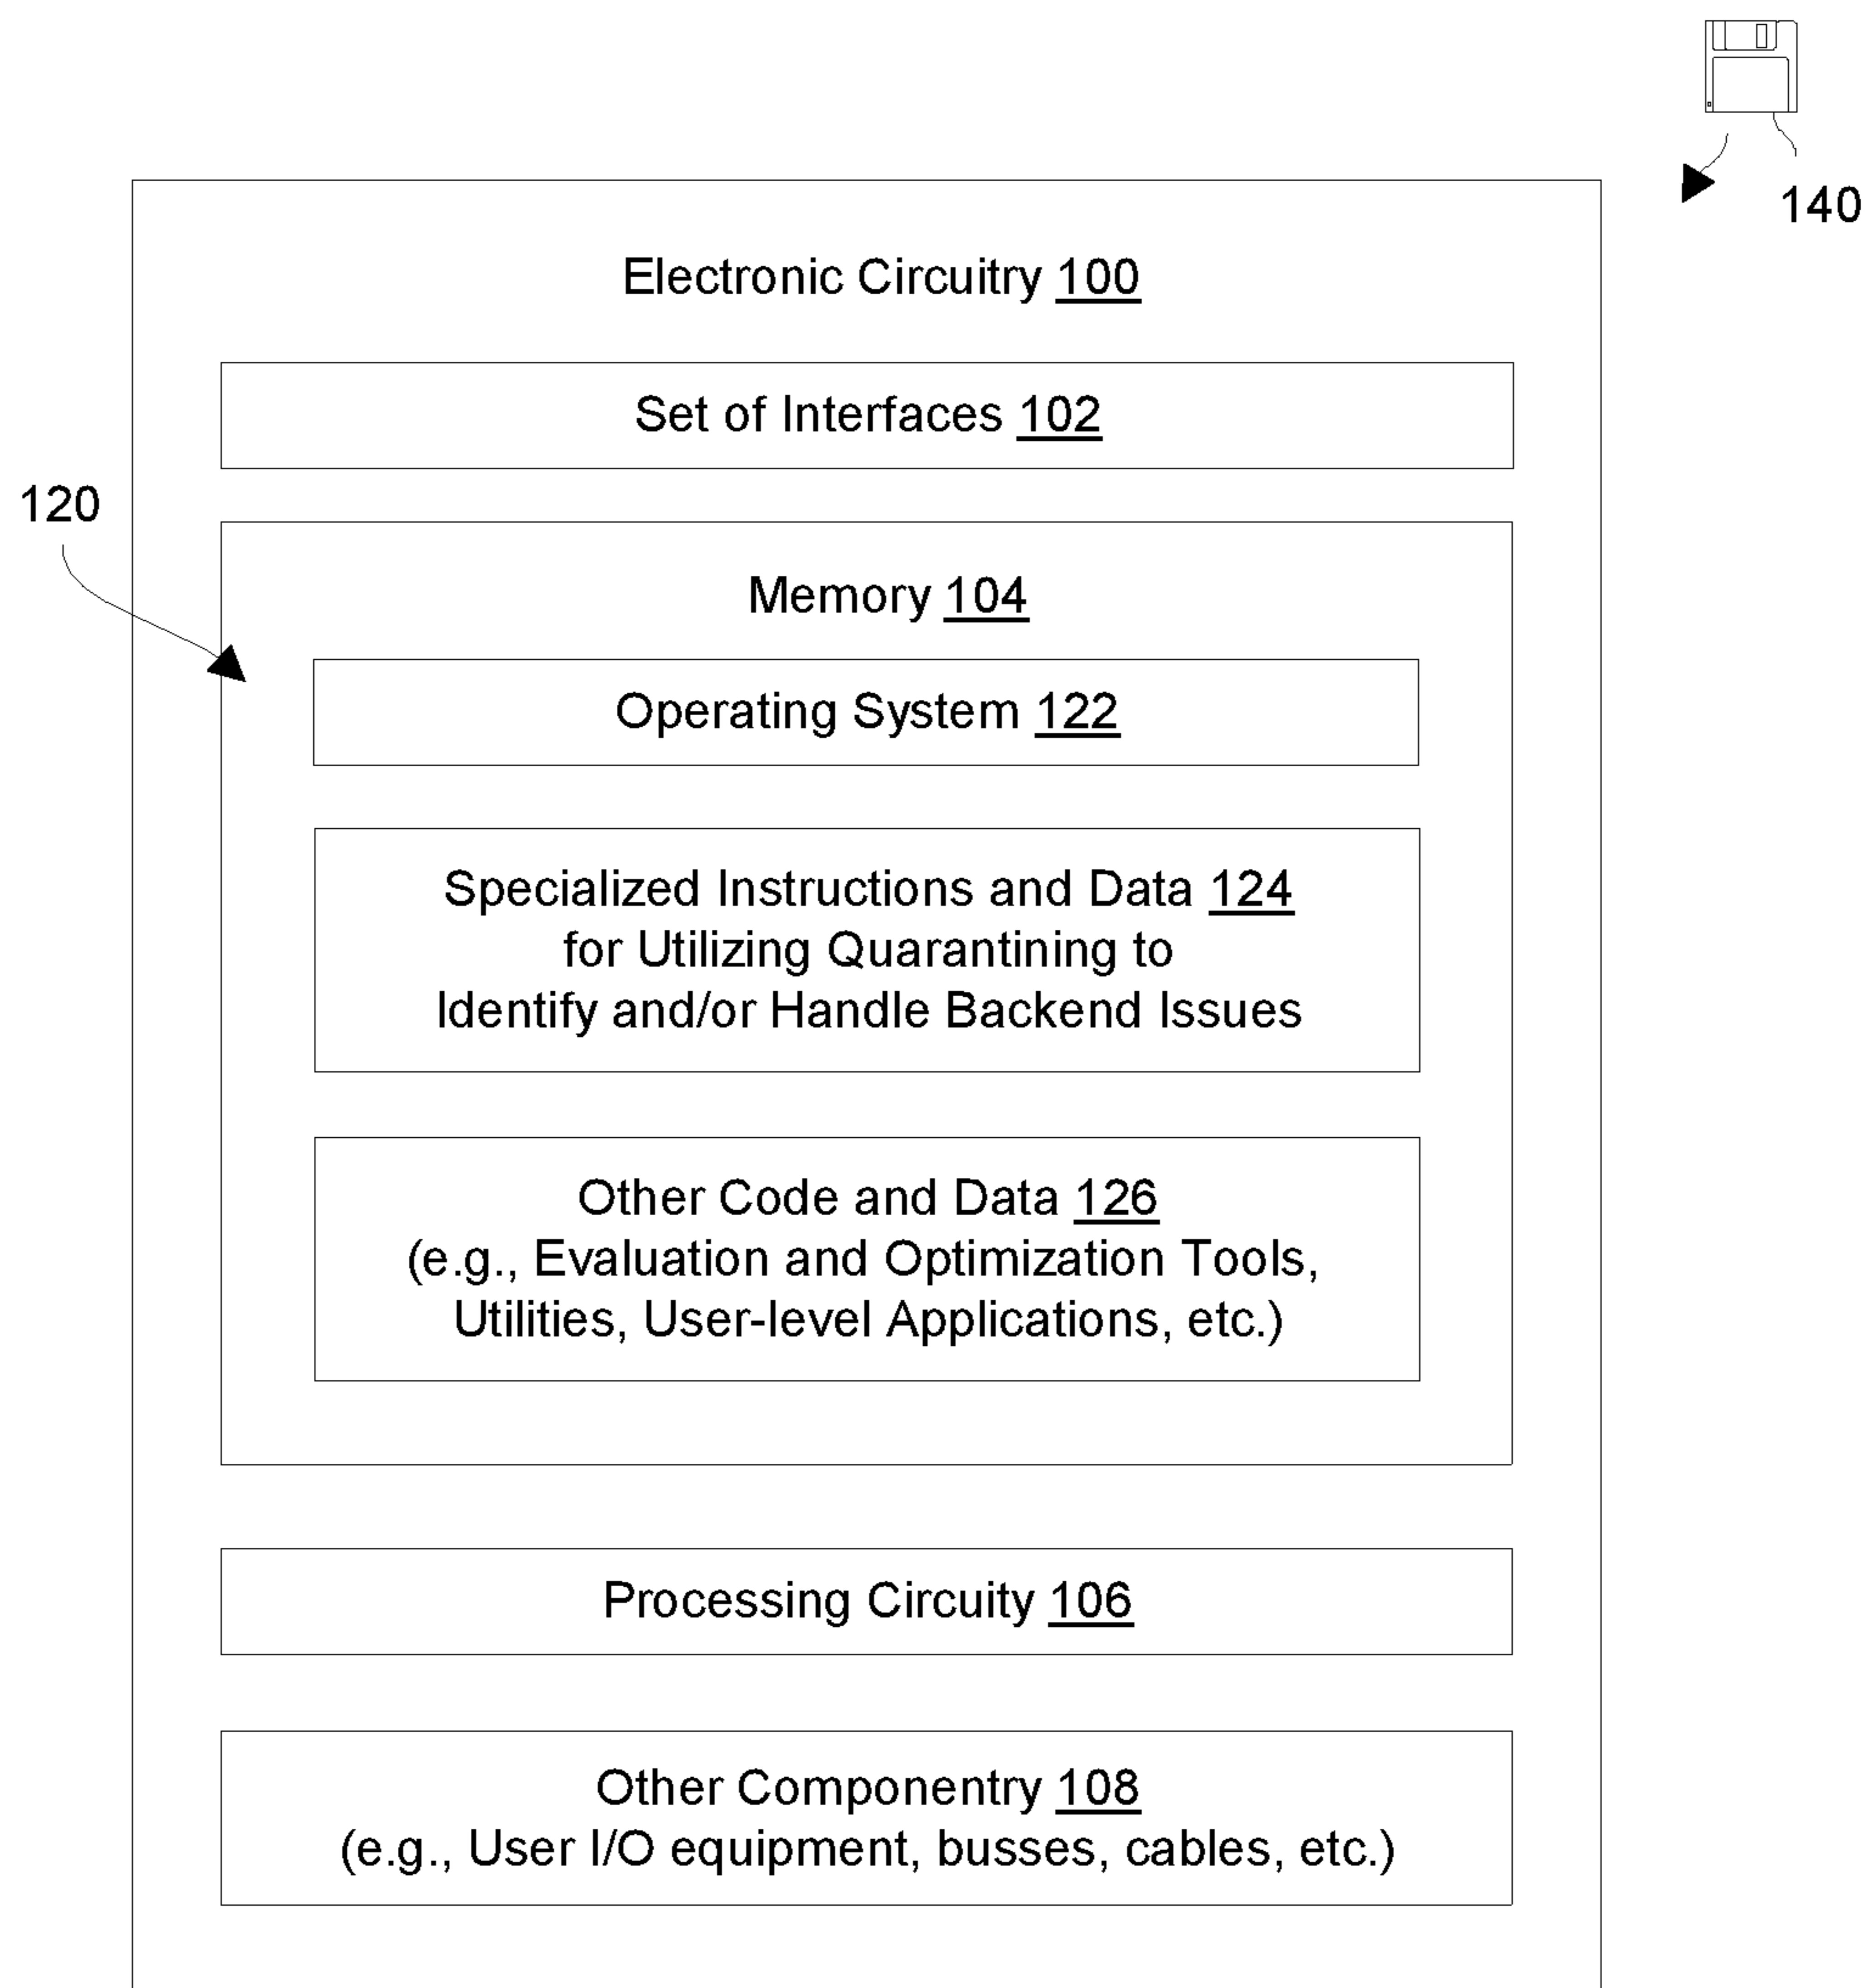 140
Electronic Circuitry 100
Set of Interfaces 102
120
Memory 104
Operating System 122
Specialized Instructions and Data 124
for Utilizing Quarantining to
Identify and/or Handle Backend Issues
Other Code and Data 126
(e.g., Evaluation and Optimization Tools,
Utilities, User-level Applications, etc.)
Processing Circuity 106
Other Componentry 108
(e.g., User I/O equipment, busses, cables, etc.)